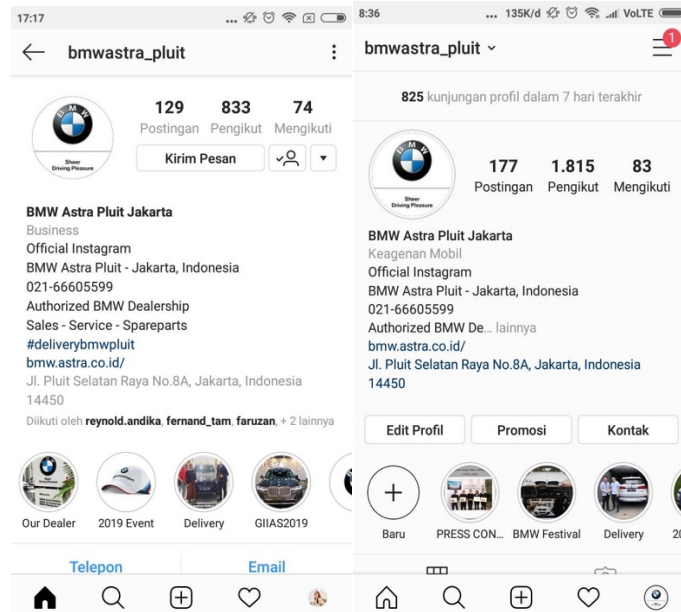 17:17
bmwastra_pluit
BMW
Sheer
Driving Pleasure
129 833 74
Postingan Pengikut Mengikuti
Kirim Pesan
BMW Astra Pluit Jakarta
Business
Official Instagram
BMW Astra Pluit - Jakarta, Indonesia
021-66605599
Authorized BMW Dealership
Sales - Service - Spareparts
#deliverybmwpluit
bmw.astra.co.id/
Jl. Pluit Selatan Raya No.8A, Jakarta, Indonesia
14450
Diikuti oleh reynold.andika, fernand_tam, faruzan, + 2 lainnya
Our Dealer 2019 Event Delivery GIIAS2019
Telepon Email
8:36 ... 135K/d VoLTE
bmwastra_pluit
1
825 kunjungan profil dalam 7 hari terakhir
BMW
Sheer
Driving Pleasure
177 1.815 83
Postingan Pengikut Mengikuti
BMW Astra Pluit Jakarta
Keagenan Mobil
Official Instagram
BMW Astra Pluit - Jakarta, Indonesia
021-66605599
Authorized BMW De... lainnya
bmw.astra.co.id/
Jl. Pluit Selatan Raya No.8A, Jakarta, Indonesia
14450
Edit Profil Promosi Kontak
Baru PRESS CON... BMW Festival Delivery 20